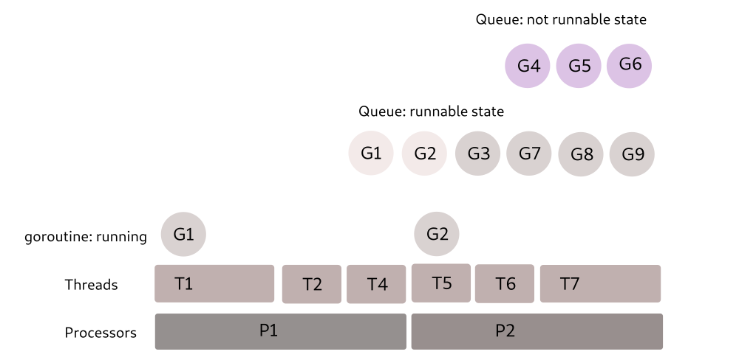 Queue: not runnable state
G4 G5 G6
Queue: runnable state
G1 G2 G3 G7 G8 G9
goroutine: running G1 G2
Threads T1 T2 T4 T5 T6 T7
Processors P1 P2